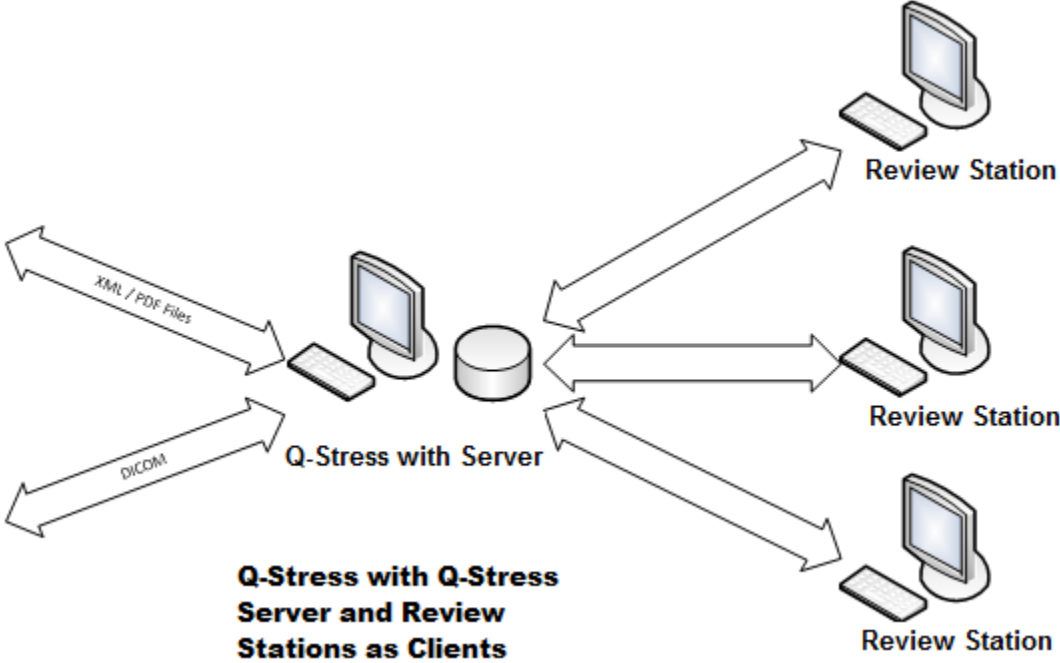 Review Station
XML / PDF Files
Review Station
Q-Stress with Server
DICOM
Q-Stress with Q-Stress
Server and Review
Stations as Clients
Review Station